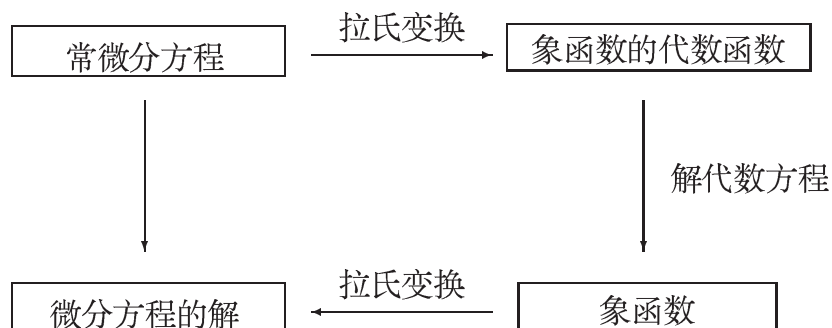 拉氏变换
常微分方程
象函数的代数函数
解代数方程
拉氏变换
微分方程的解
象函数